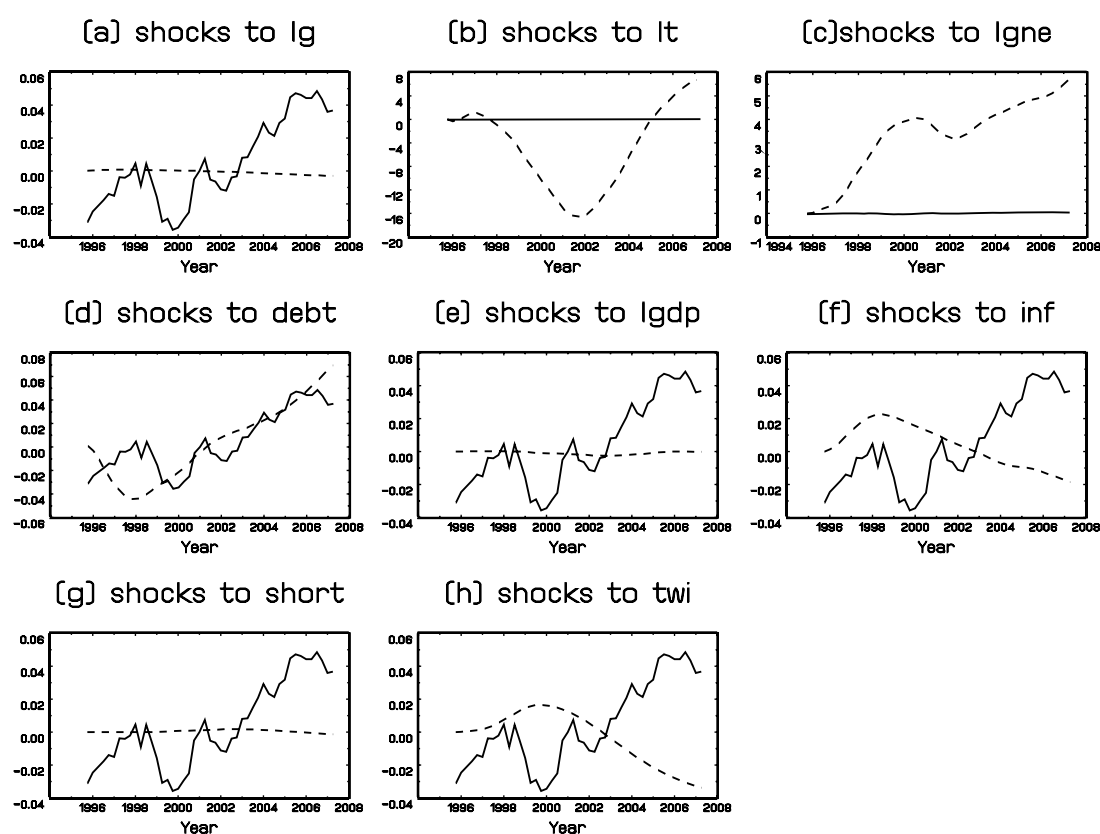 (a) shocks to lg
(b) shocks to lt
(c)shocks to lgne
0.06
0.04
0.02
0.00
-0.02
-0.04
1996 1998 2000 2002 2004 2006 2008
Year
8
4
0
-4
-8
-12
-16
-20
1996 1998 2000 2002 2004 2006 2008
Year
6
5
4
3
2
1
0
-1
1994 1996 1998 2000 2002 2004 2006 2008
Year
(d) shocks to debt
(e) shocks to lgdp
(f) shocks to inf
0.08
0.06
0.04
0.02
0.00
-0.02
-0.04
-0.06
1996 1998 2000 2002 2004 2006 2008
Year
0.06
0.04
0.02
0.00
-0.02
-0.04
1996 1998 2000 2002 2004 2006 2008
Year
0.06
0.04
0.02
0.00
-0.02
-0.04
1996 1998 2000 2002 2004 2006 2008
Year
(g) shocks to short
(h) shocks to twi
0.06
0.04
0.02
0.00
-0.02
-0.04
1996 1998 2000 2002 2004 2006 2008
Year
0.06
0.04
0.02
0.00
-0.02
-0.04
1996 1998 2000 2002 2004 2006 2008
Year